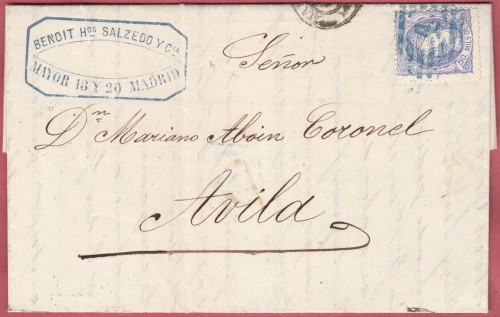 BENOIT Hos SALZEDO Y Cia
MAYOR 18 Y 20 MADRID
Señor
Dn Mariano Aboin Coronel
Avila